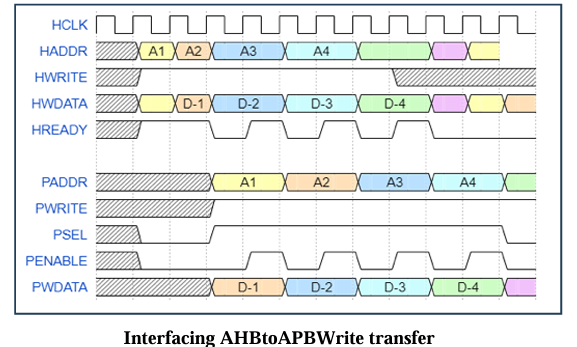 HCLK
HADDR A1 A2 A3 A4
HWRITE
HWDATA D-1 D-2 D-3 D-4
HREADY
PADDR A1 A2 A3 A4
PWRITE
PSEL
PENABLE
PWDATA D-1 D-2 D-3 D-4
Interfacing AHBtoAPBWrite transfer